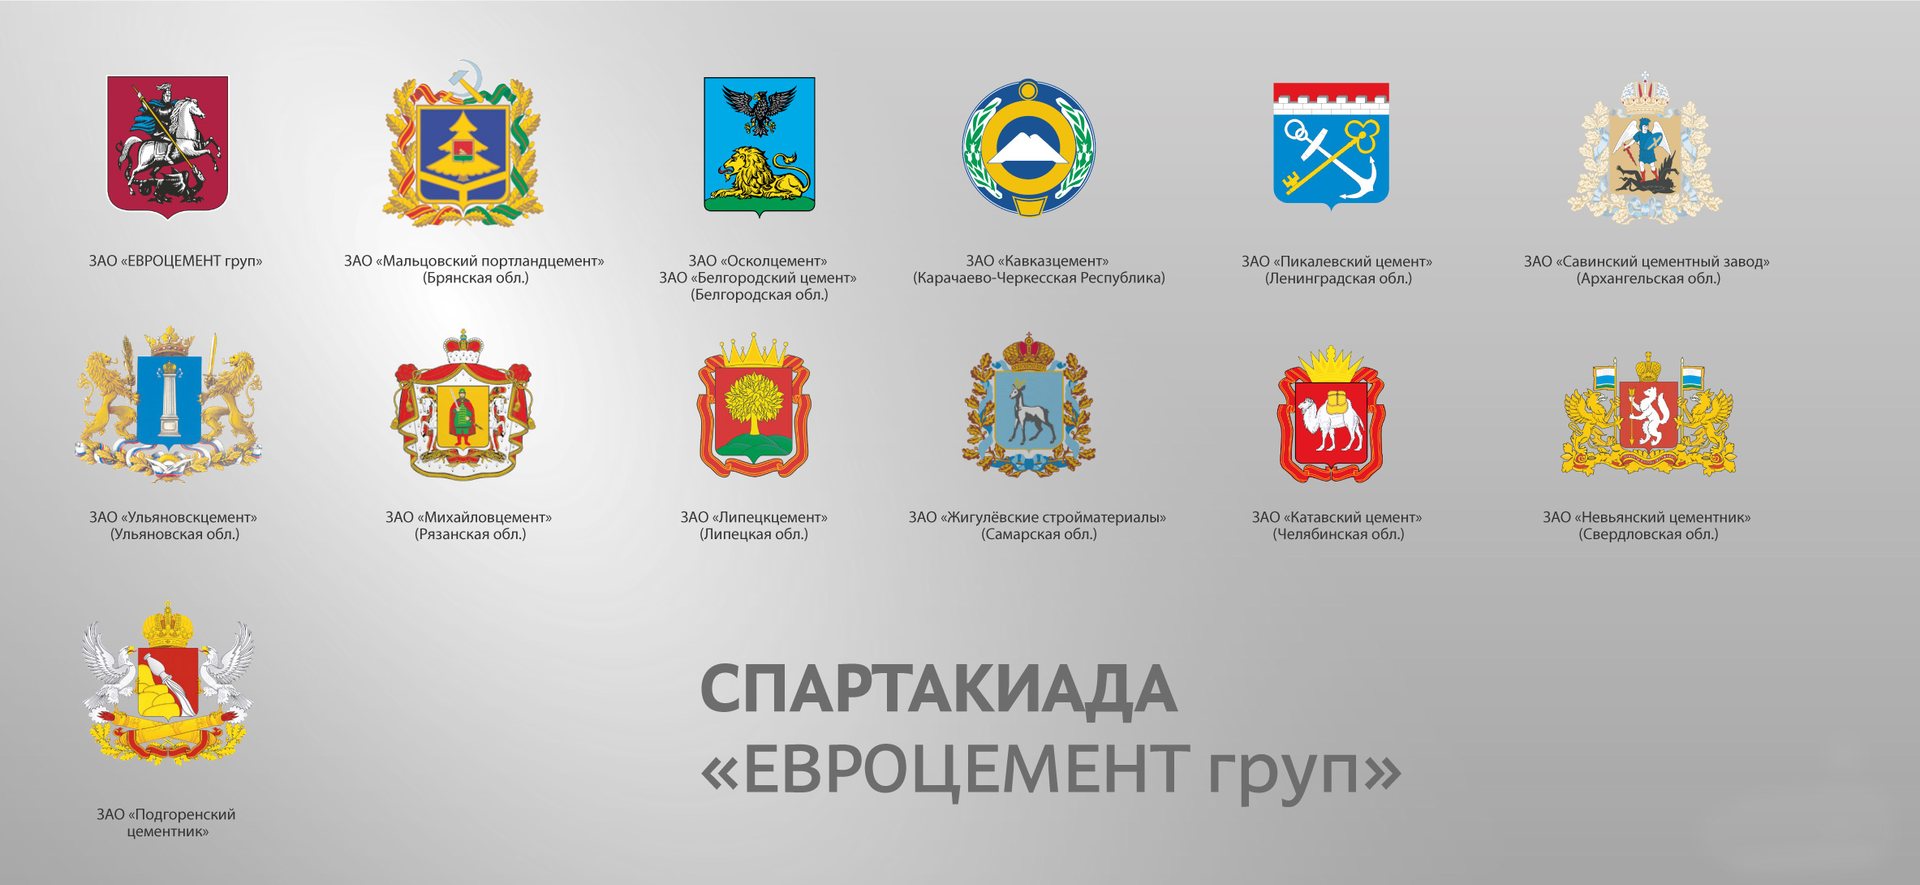 ЗАО «ЕВРОЦЕМЕНТ груп»
ЗАО «Мальцовский портландцемент»
(Брянская обл.)
ЗАО «Осколцемент»
ЗАО «Белгородский цемент»
(Белгородская обл.)
ЗАО «Кавказцемент»
(Карачаево-Черкесская Республика)
ЗАО «Пикалевский цемент»
(Ленинградская обл.)
ЗАО «Савинский цементный завод»
(Архангельская обл.)
ЗАО «Ульяновскцемент»
(Ульяновская обл.)
ЗАО «Михайловцемент»
(Рязанская обл.)
ЗАО «Липецкцемент»
(Липецкая обл.)
ЗАО «Жигулёвские стройматериалы»
(Самарская обл.)
ЗАО «Катавский цемент»
(Челябинская обл.)
ЗАО «Невьянский цементник»
(Свердловская обл.)
ЗАО «Подгоренский
цементник»
СПАРТАКИАДА
«ЕВРОЦЕМЕНТ груп»